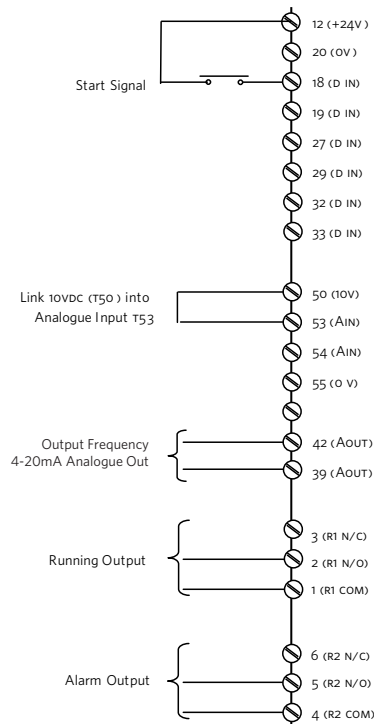 12 (+24V)
20 (0V)
Start Signal
18 (D IN)
19 (D IN)
27 (D IN)
29 (D IN)
32 (D IN)
33 (D IN)
Link 10VDC (T50 ) into
Analogue Input T53
50 (10V)
53 (AIN)
54 (AIN)
55 (0 V)
Output Frequency
4-20mA Analogue Out
42 (AOUT)
39 (AOUT)
3 (R1 N/C)
Running Output
2 (R1 N/O)
1 (R1 COM)
6 (R2 N/C)
Alarm Output
5 (R2 N/O)
4 (R2 COM)